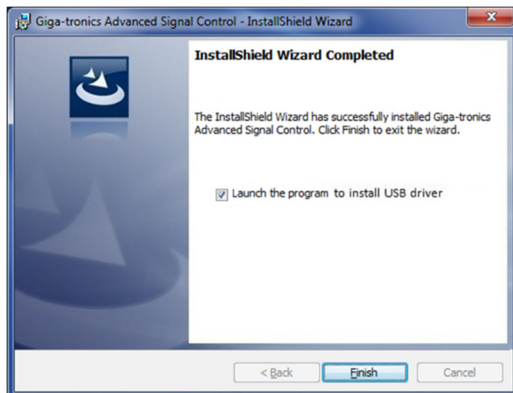 Giga-tronics Advanced Signal Control - InstallShield Wizard
InstallShield Wizard Completed
The InstallShield Wizard has successfully installed Giga-tronics
Advanced Signal Control. Click Finish to exit the wizard.
Launch the program to install USB driver
< Back
Finish
Cancel